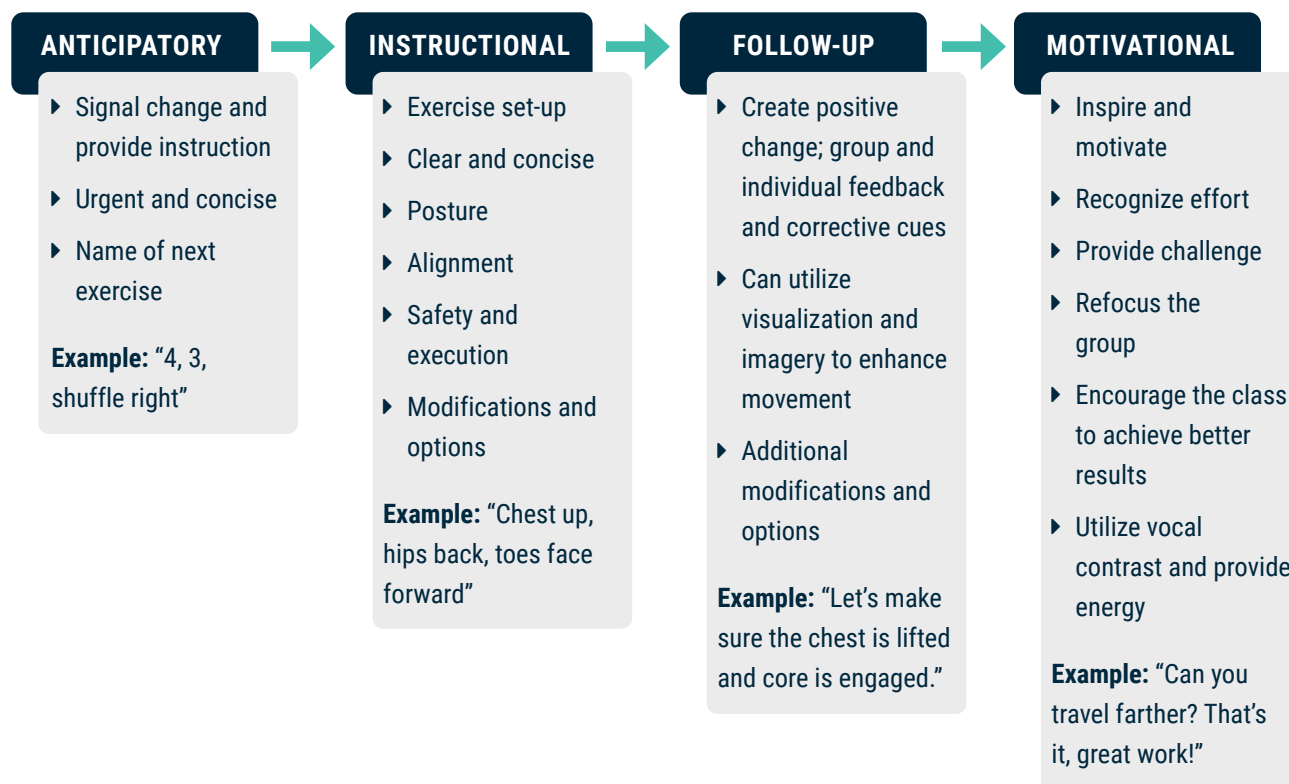 ANTICIPATORY
▸ Signal change and
provide instruction
▸ Urgent and concise
▸ Name of next
exercise
Example: “4, 3,
shuffle right”
INSTRUCTIONAL
▸ Exercise set-up
▸ Clear and concise
▸ Posture
▸ Alignment
▸ Safety and
execution
▸ Modifications and
options
Example: “Chest up,
hips back, toes face
forward”
FOLLOW-UP
▸ Create positive
change; group and
individual feedback
and corrective cues
▸ Can utilize
visualization and
imagery to enhance
movement
▸ Additional
modifications and
options
Example: “Let’s make
sure the chest is lifted
and core is engaged.”
MOTIVATIONAL
▸ Inspire and
motivate
▸ Recognize effort
▸ Provide challenge
▸ Refocus the
group
▸ Encourage the class
to achieve better
results
▸ Utilize vocal
contrast and provide
energy
Example: “Can you
travel farther? That’s
it, great work!”